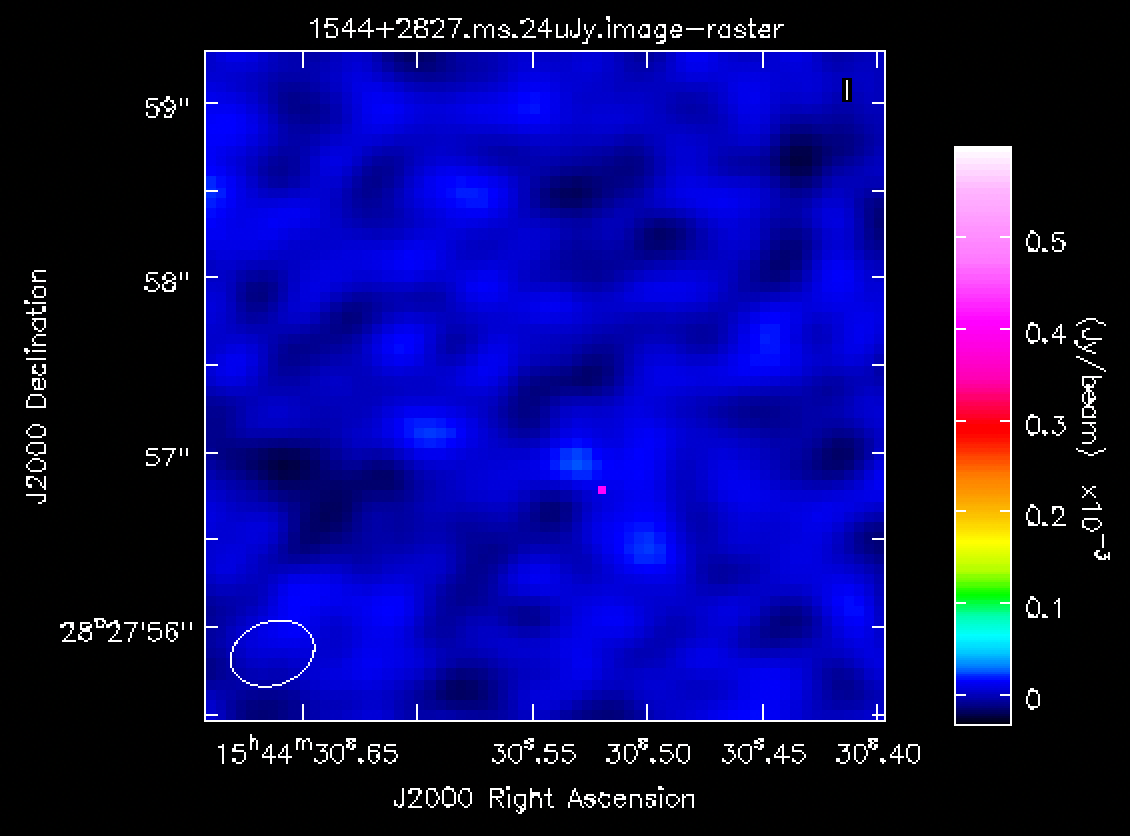 1544+2827.ms.24uJy.image-raster
I
59"
58"
57"
28°27'56"
J2000 Declination
15h44m30s.65
30s.55
30s.50
30s.45
30s.40
J2000 Right Ascension
0.5
0.4
0.3
0.2
0.1
0
(Jy/beam) x10-3